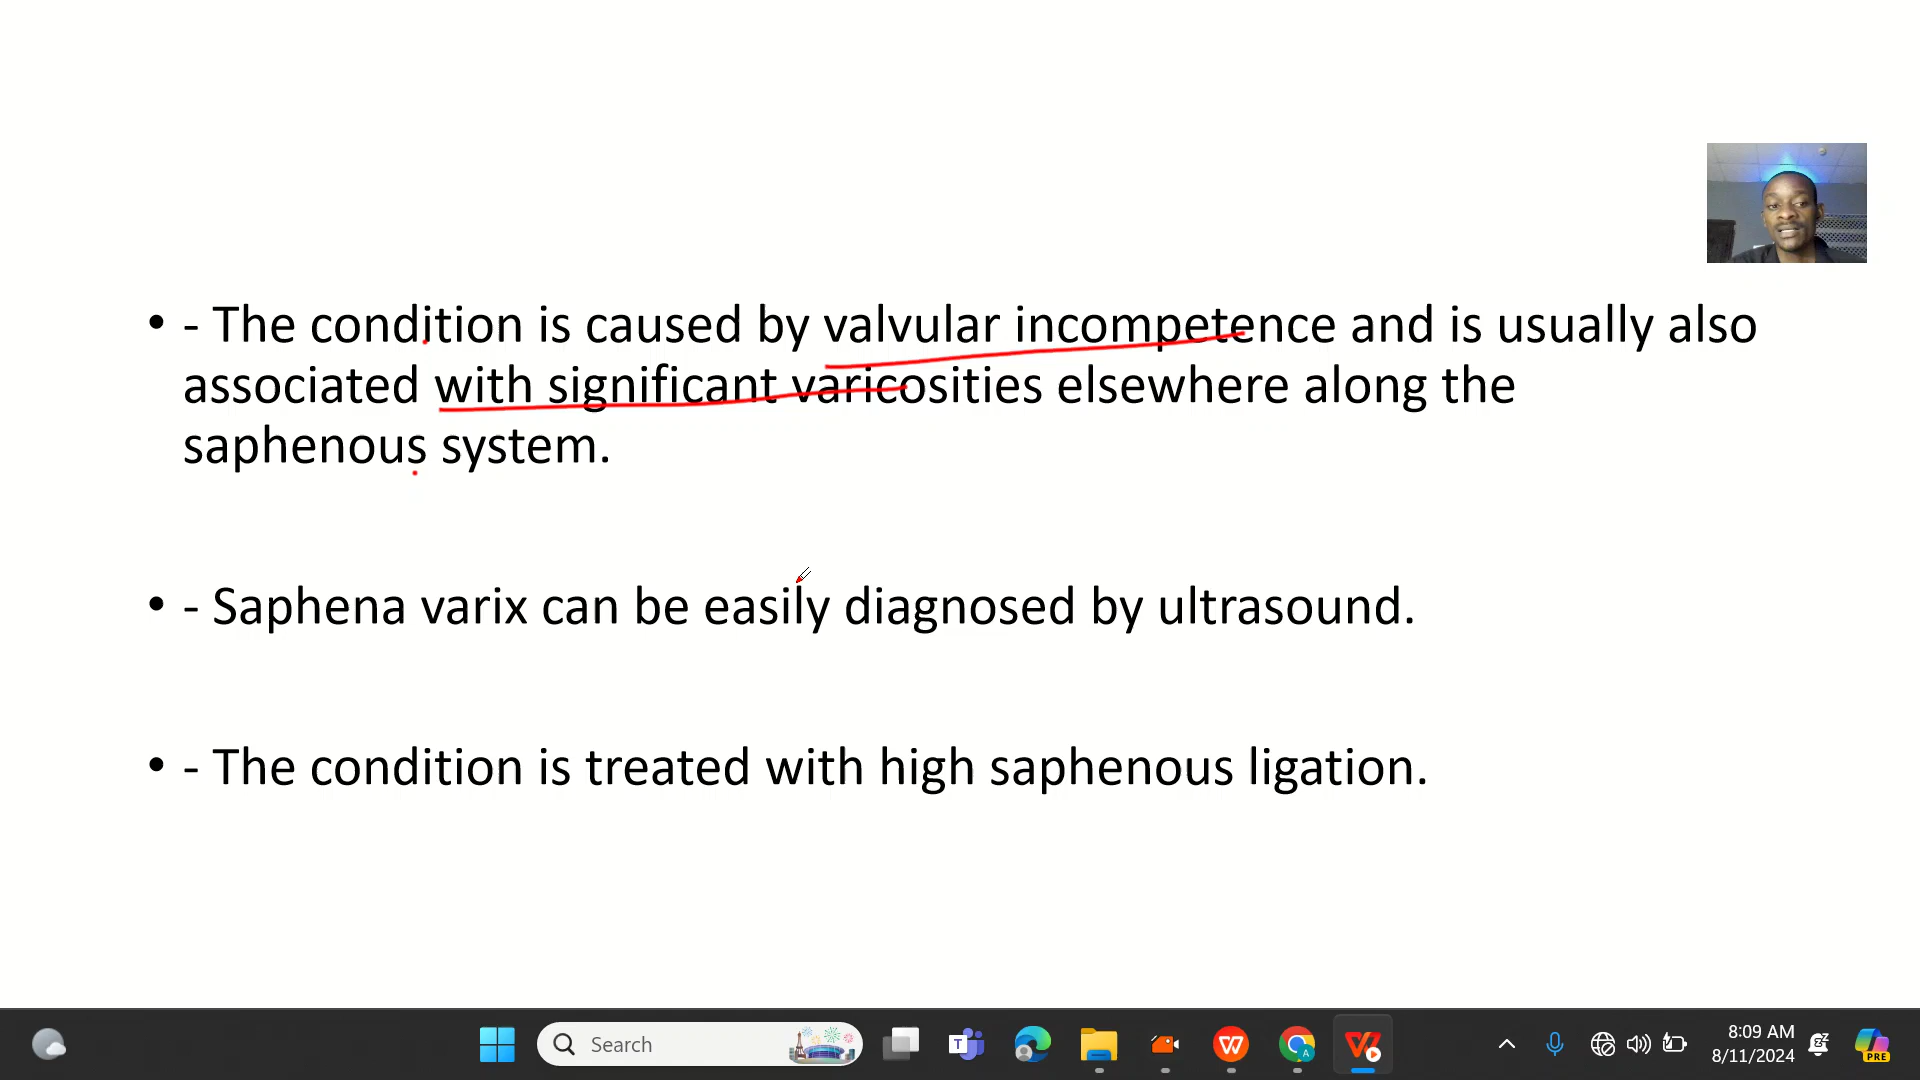 • - The condition is caused by valvular incompetence and is usually also
associated with significant varicosities elsewhere along the
saphenous system.
• - Saphena varix can be easily diagnosed by ultrasound.
• - The condition is treated with high saphenous ligation.
Search
8:09 AM
8/11/2024
PRE